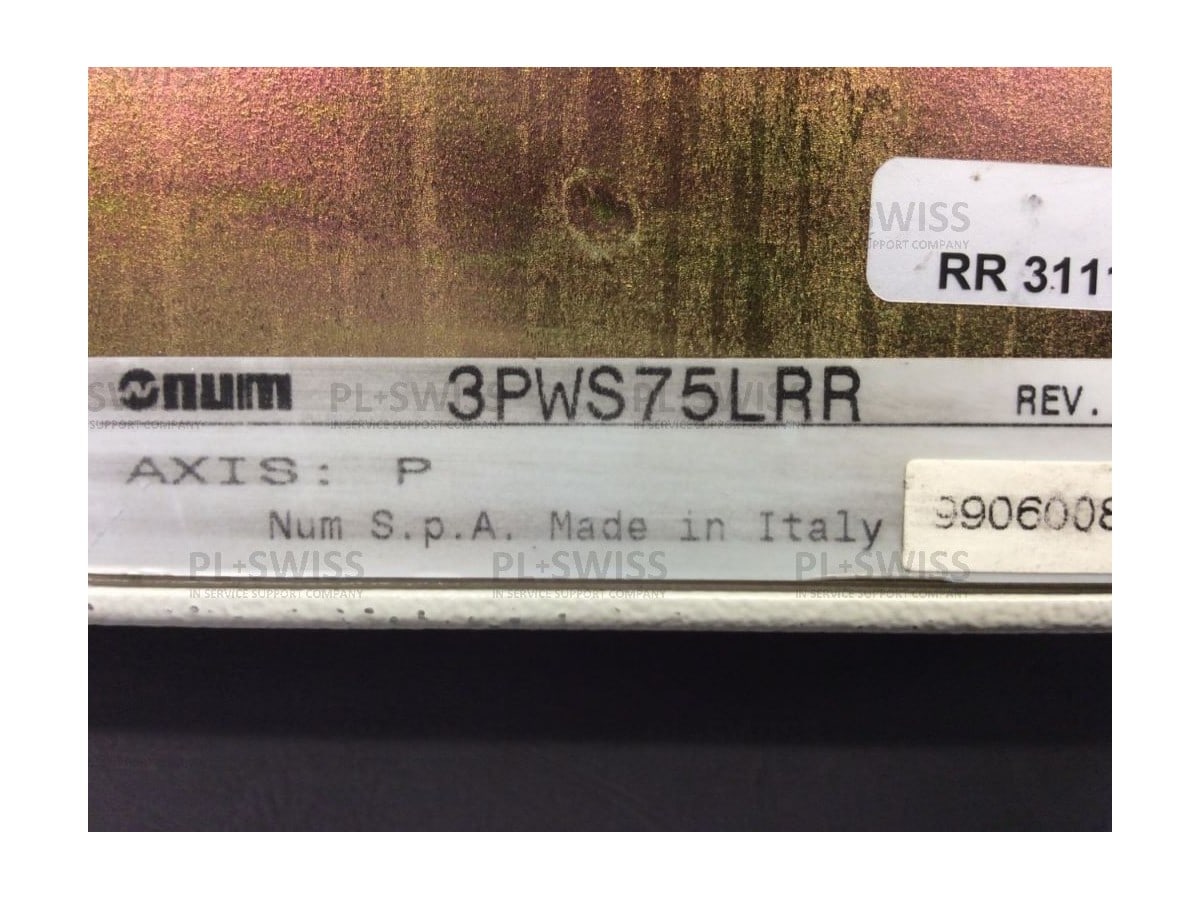 RR 3111
num 3PWS75LRR REV.
AXIS: P
9906008
Num S.p.A. Made in Italy
PL+SWISS
IN SERVICE SUPPORT COMPANY